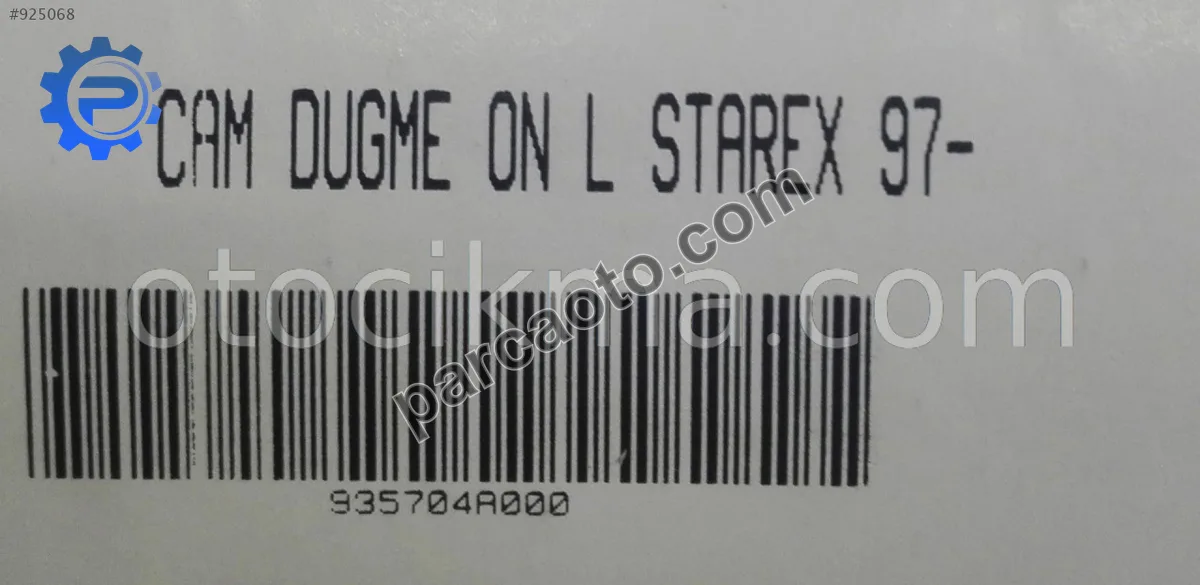 #925068
P
CAM DUGME ON L STAREX 97-
parcaoto.com
otocikma.com
935704A000